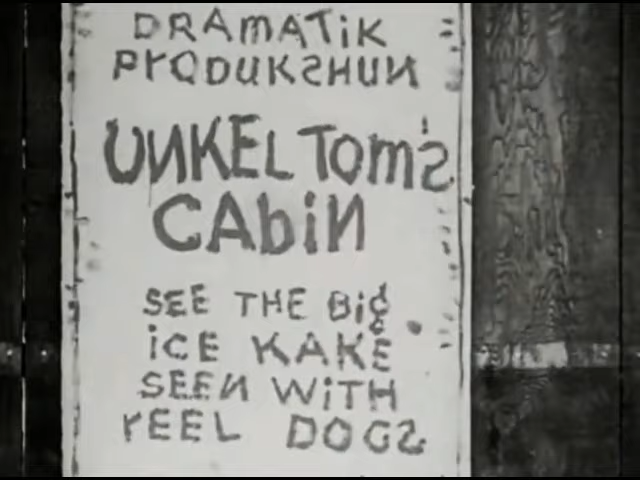 DRAMATiK
PrODUKSHUN
UNKEL TOM'S
CABiN
SEE THE BiG
iCE KAKE
SEEN WiTH
rEEL DOGS